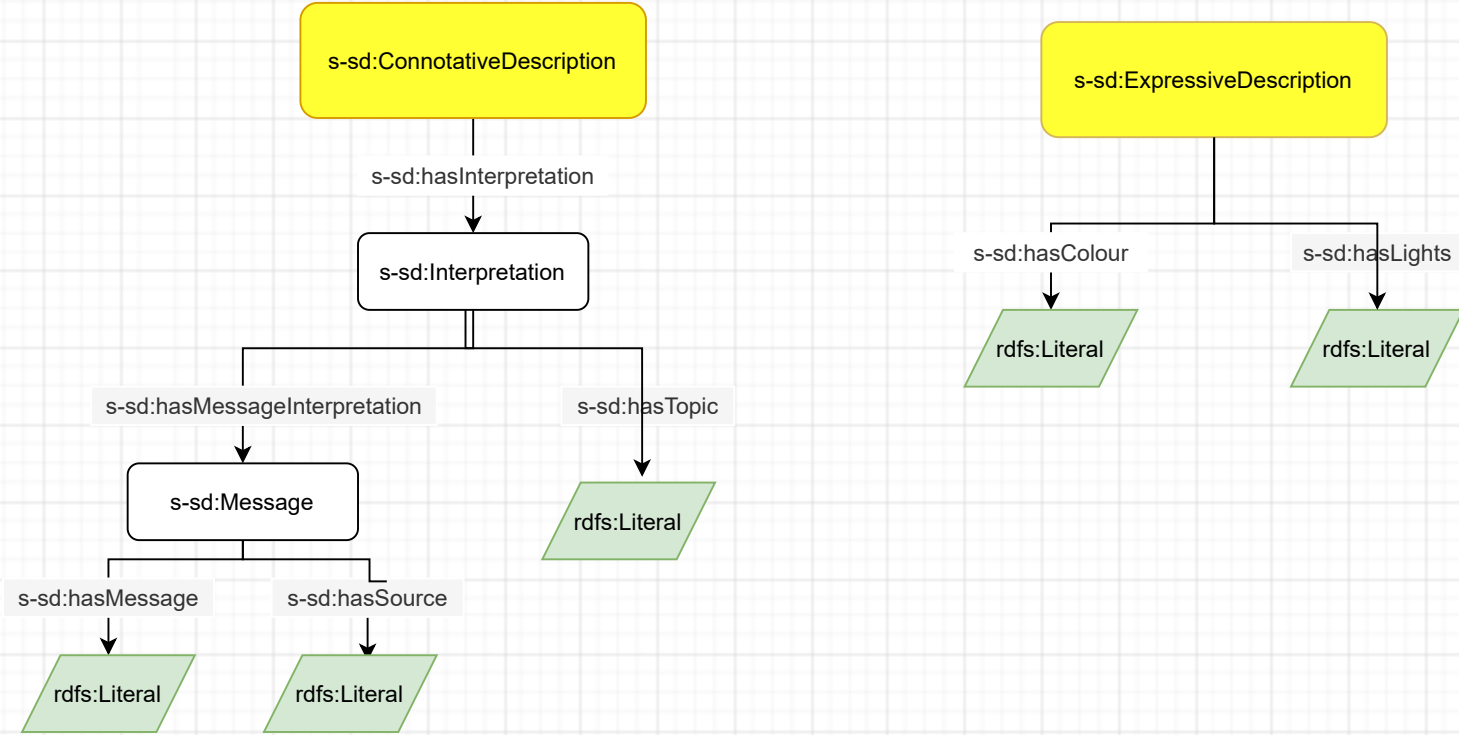 s-sd:ConnotativeDescription
s-sd:ExpressiveDescription
s-sd:hasInterpretation
s-sd:hasColour
s-sd:hasLights
s-sd:Interpretation
rdfs:Literal
rdfs:Literal
s-sd:hasMessageInterpretation
s-sd:hasTopic
s-sd:Message
rdfs:Literal
s-sd:hasMessage
s-sd:hasSource
rdfs:Literal
rdfs:Literal